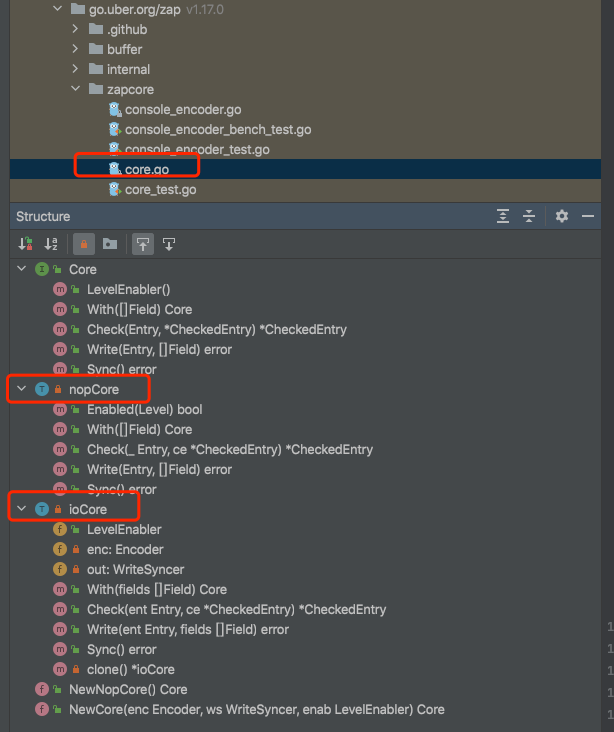 go.uber.org/zap v1.17.0
.github
buffer
internal
zapcore
console_encoder.go
console_encoder_bench_test.go
console_encoder_test.go
core.go
core_test.go
Structure
I Core
m LevelEnabler()
m With([]Field) Core
m Check(Entry, *CheckedEntry) *CheckedEntry
m Write(Entry, []Field) error
m Sync() error
T nopCore
m Enabled(Level) bool
m With([]Field) Core
m Check(_ Entry, ce *CheckedEntry) *CheckedEntry
m Write(Entry, []Field) error
m Sync() error
T ioCore
f LevelEnabler
f enc: Encoder
f out: WriteSyncer
m With(fields []Field) Core
m Check(ent Entry, ce *CheckedEntry) *CheckedEntry
m Write(ent Entry, fields []Field) error
m Sync() error
m clone() *ioCore
f NewNopCore() Core
f NewCore(enc Encoder, ws WriteSyncer, enab LevelEnabler) Core